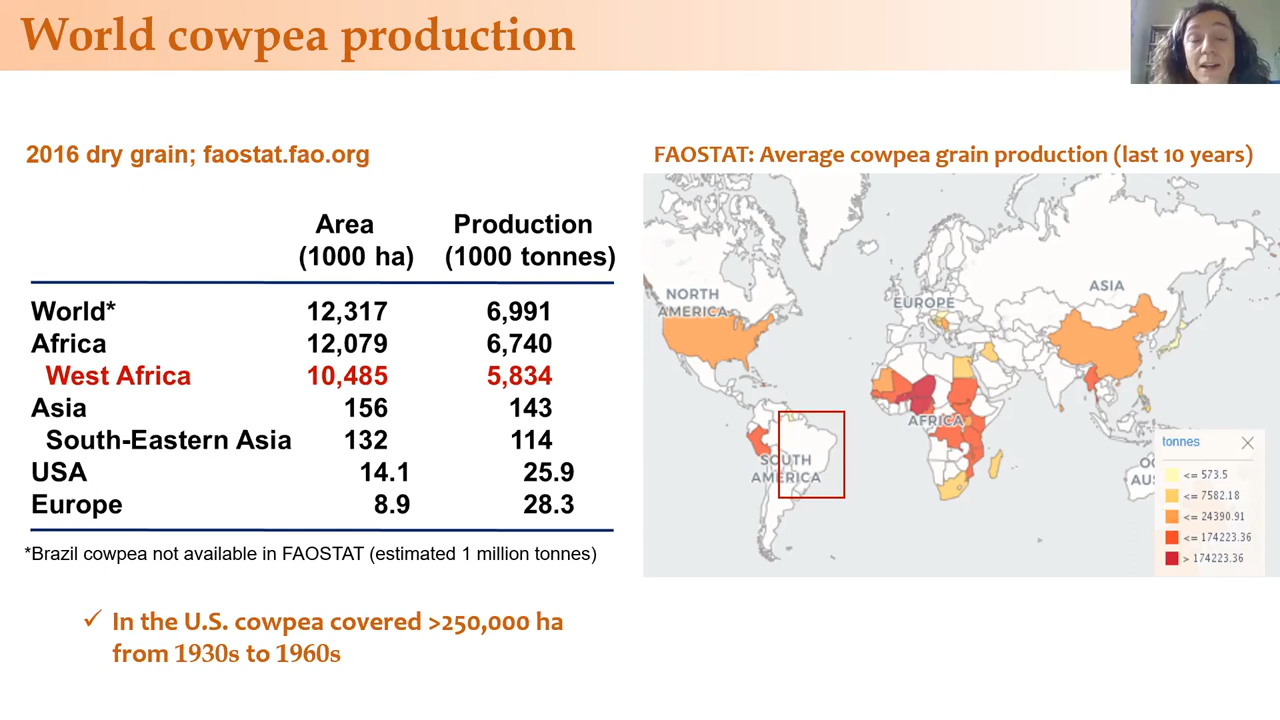 World cowpea production
2016 dry grain; faostat.fao.org
Area Production
(1000 ha) (1000 tonnes)
World* 12,317 6,991
Africa 12,079 6,740
West Africa 10,485 5,834
Asia 156 143
South-Eastern Asia 132 114
USA 14.1 25.9
Europe 8.9 28.3
*Brazil cowpea not available in FAOSTAT (estimated 1 million tonnes)
✓ In the U.S. cowpea covered >250,000 ha
from 1930s to 1960s
FAOSTAT: Average cowpea grain production (last 10 years)
NORTH
AMERICA
EUROPE
ASIA
AFRICA
SOUTH
AMERICA
OC
AUS
tonnes
<= 573.5
<= 7582.18
<= 24390.91
<= 174223.36
> 174223.36